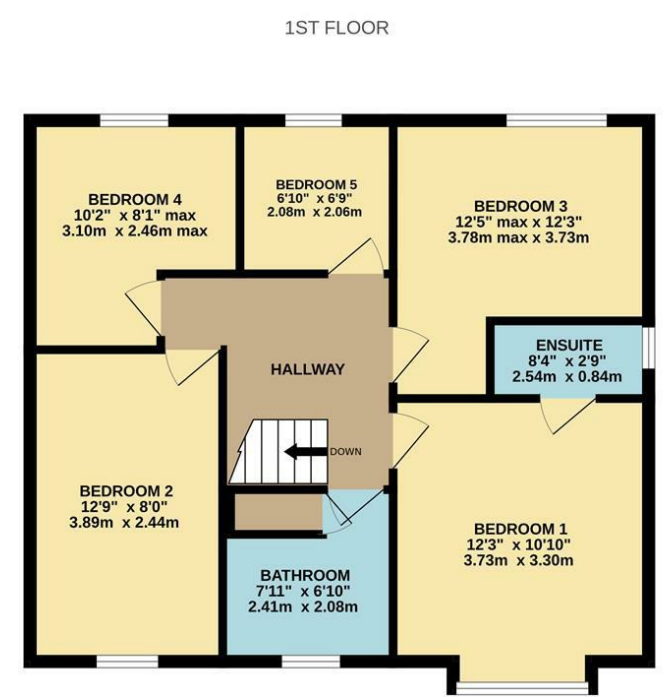 1ST FLOOR
BEDROOM 4
10'2" x 8'1" max
3.10m x 2.46m max
BEDROOM 5
6'10" x 6'9"
2.08m x 2.06m
BEDROOM 3
12'5" max x 12'3"
3.78m max x 3.73m
ENSUITE
8'4" x 2'9"
2.54m x 0.84m
HALLWAY
DOWN
BEDROOM 2
12'9" x 8'0"
3.89m x 2.44m
BEDROOM 1
12'3" x 10'10"
3.73m x 3.30m
BATHROOM
7'11" x 6'10"
2.41m x 2.08m